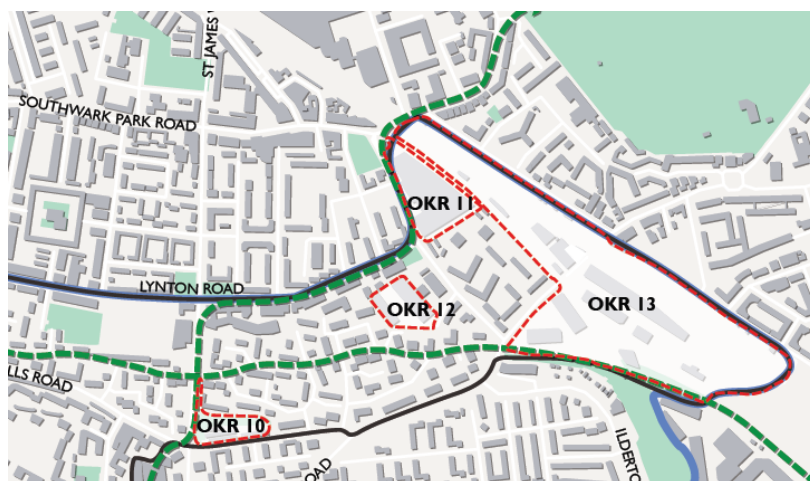 ST JAMES
SOUTHWARK PARK ROAD
OKR 11
LYNTON ROAD
OKR 12
OKR 13
LLS ROAD
OKR 10
ILDERTO
ROAD